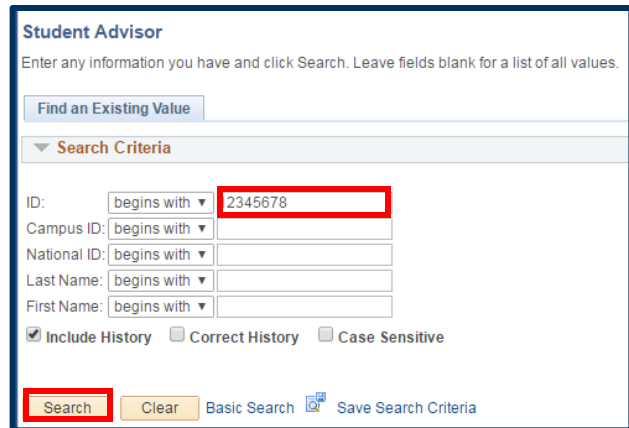 Student Advisor
Enter any information you have and click Search. Leave fields blank for a list of all values.
Find an Existing Value
Search Criteria
ID: begins with 12345678
Campus ID: begins with
National ID: begins with
Last Name: begins with
First Name: begins with
Include History Correct History Case Sensitive
Search Clear Basic Search Save Search Criteria